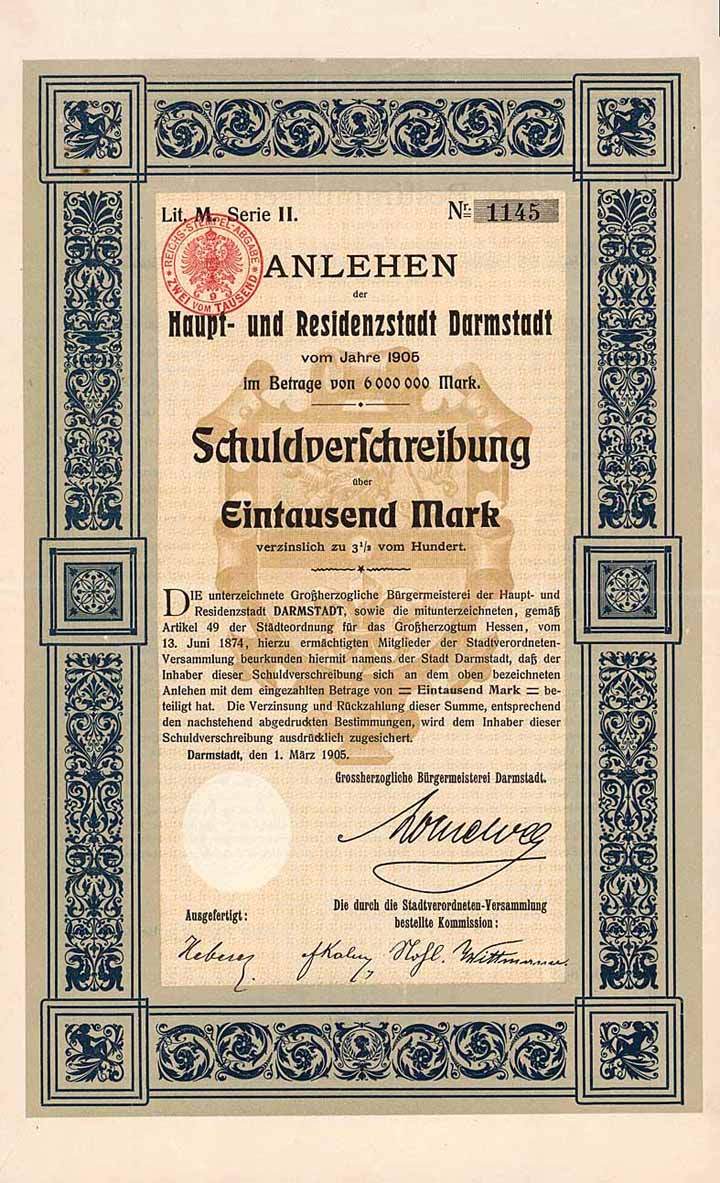 Lit. M. Serie II. Nr. 1145
REICHS-STEMPEL-ABGABE
ZWEI VOM TAUSEND
ANLEHEN
der
Haupt- und Residenzstadt Darmstadt
vom Jahre 1905
im Betrage von 6 000 000 Mark.
Schuldverſchreibung
über
Eintausend Mark
verzinslich zu 3 1/2 vom Hundert.
DIE unterzeichnete Großherzogliche Bürgermeisterei der Haupt- und
Residenzstadt DARMSTADT, sowie die mitunterzeichneten, gemäß
Artikel 49 der Städteordnung für das Großherzogtum Hessen, vom
13. Juni 1874, hierzu ermächtigten Mitglieder der Stadtverordneten-
Versammlung beurkunden hiermit namens der Stadt Darmstadt, daß der
Inhaber dieser Schuldverschreibung sich an dem oben bezeichneten
Anlehen mit dem eingezahlten Betrage von = Eintausend Mark = be-
teiligt hat. Die Verzinsung und Rückzahlung dieser Summe, entsprechend
den nachstehend abgedruckten Bestimmungen, wird dem Inhaber dieser
Schuldverschreibung ausdrücklich zugesichert.
Darmstadt, den 1. März 1905.
Grossherzogliche Bürgermeisterei Darmstadt.
Die durch die Stadtverordneten-Versammlung
bestellte Kommission:
Ausgefertigt:
Wittmann